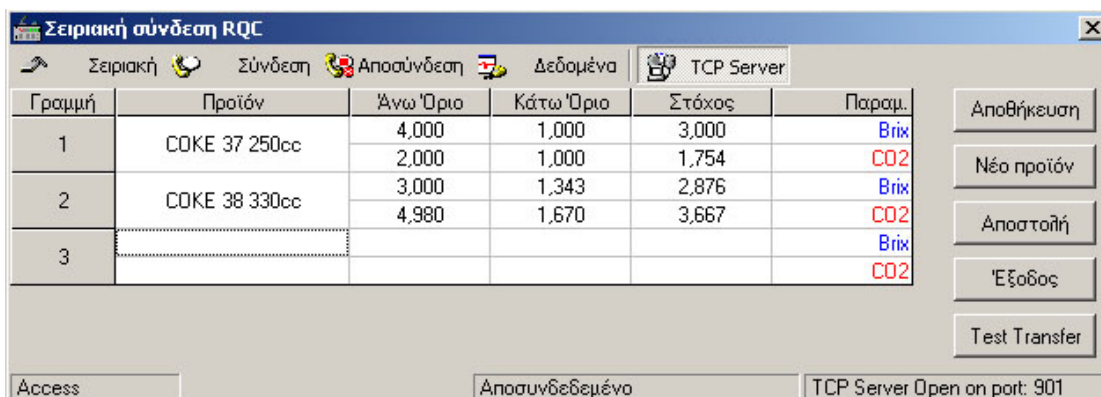 Σειριακή σύνδεση RQC
Σειριακή Σύνδεση Αποσύνδεση Δεδομένα TCP Server
Γραμμή Προϊόν Άνω Όριο Κάτω Όριο Στόχος Παραμ.
1 COKE 37 250cc 4,000 1,000 3,000 Brix
2,000 1,000 1,754 CO2
2 COKE 38 330cc 3,000 1,343 2,876 Brix
4,980 1,670 3,667 CO2
3 Brix
CO2
Αποθήκευση
Νέο προϊόν
Αποστολή
Έξοδος
Test Transfer
Access Αποσυνδεδεμένο TCP Server Open on port: 901